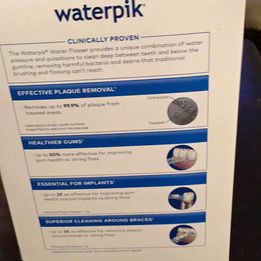 waterpik®
CLINICALLY PROVEN
The Waterpik® Water Flosser provides a unique combination of water
pressure and pulsations to clean deep between teeth and below the
gumline, removing harmful bacteria and debris that traditional
brushing and flossing can't reach.
EFFECTIVE PLAQUE REMOVAL
- Removes up to 99.9% of plaque from
treated areas.
Untreated
Treated
HEALTHIER GUMS
- Up to 50% more effective for improving
gum health vs. string floss.
ESSENTIAL FOR IMPLANTS
- Up to 2X as effective for improving gum
health around implants vs. string floss.
SUPERIOR CLEANING AROUND BRACES
- Up to 3X as effective for removing plaque
around braces vs. string floss.